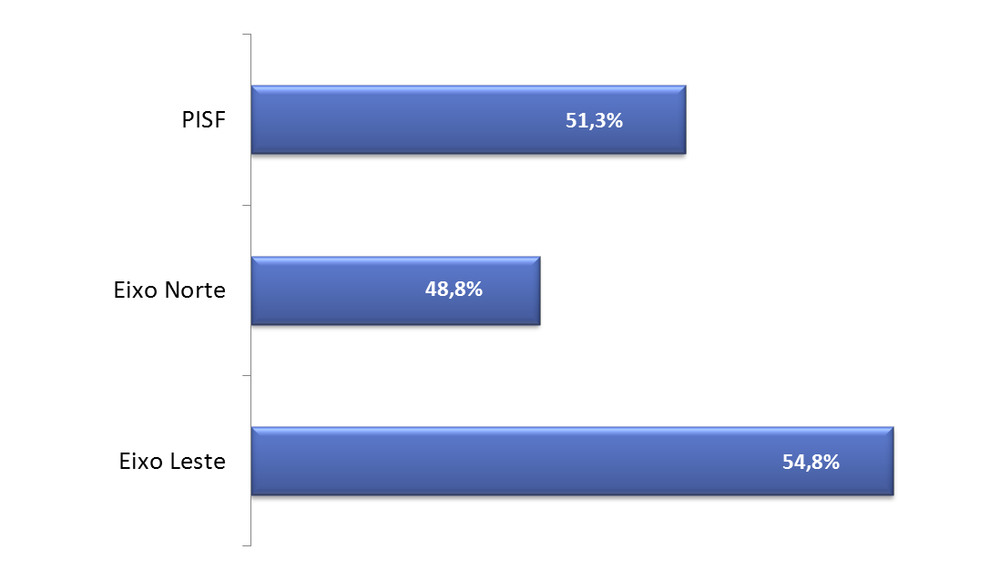 PISF 51,3%
Eixo Norte 48,8%
Eixo Leste 54,8%